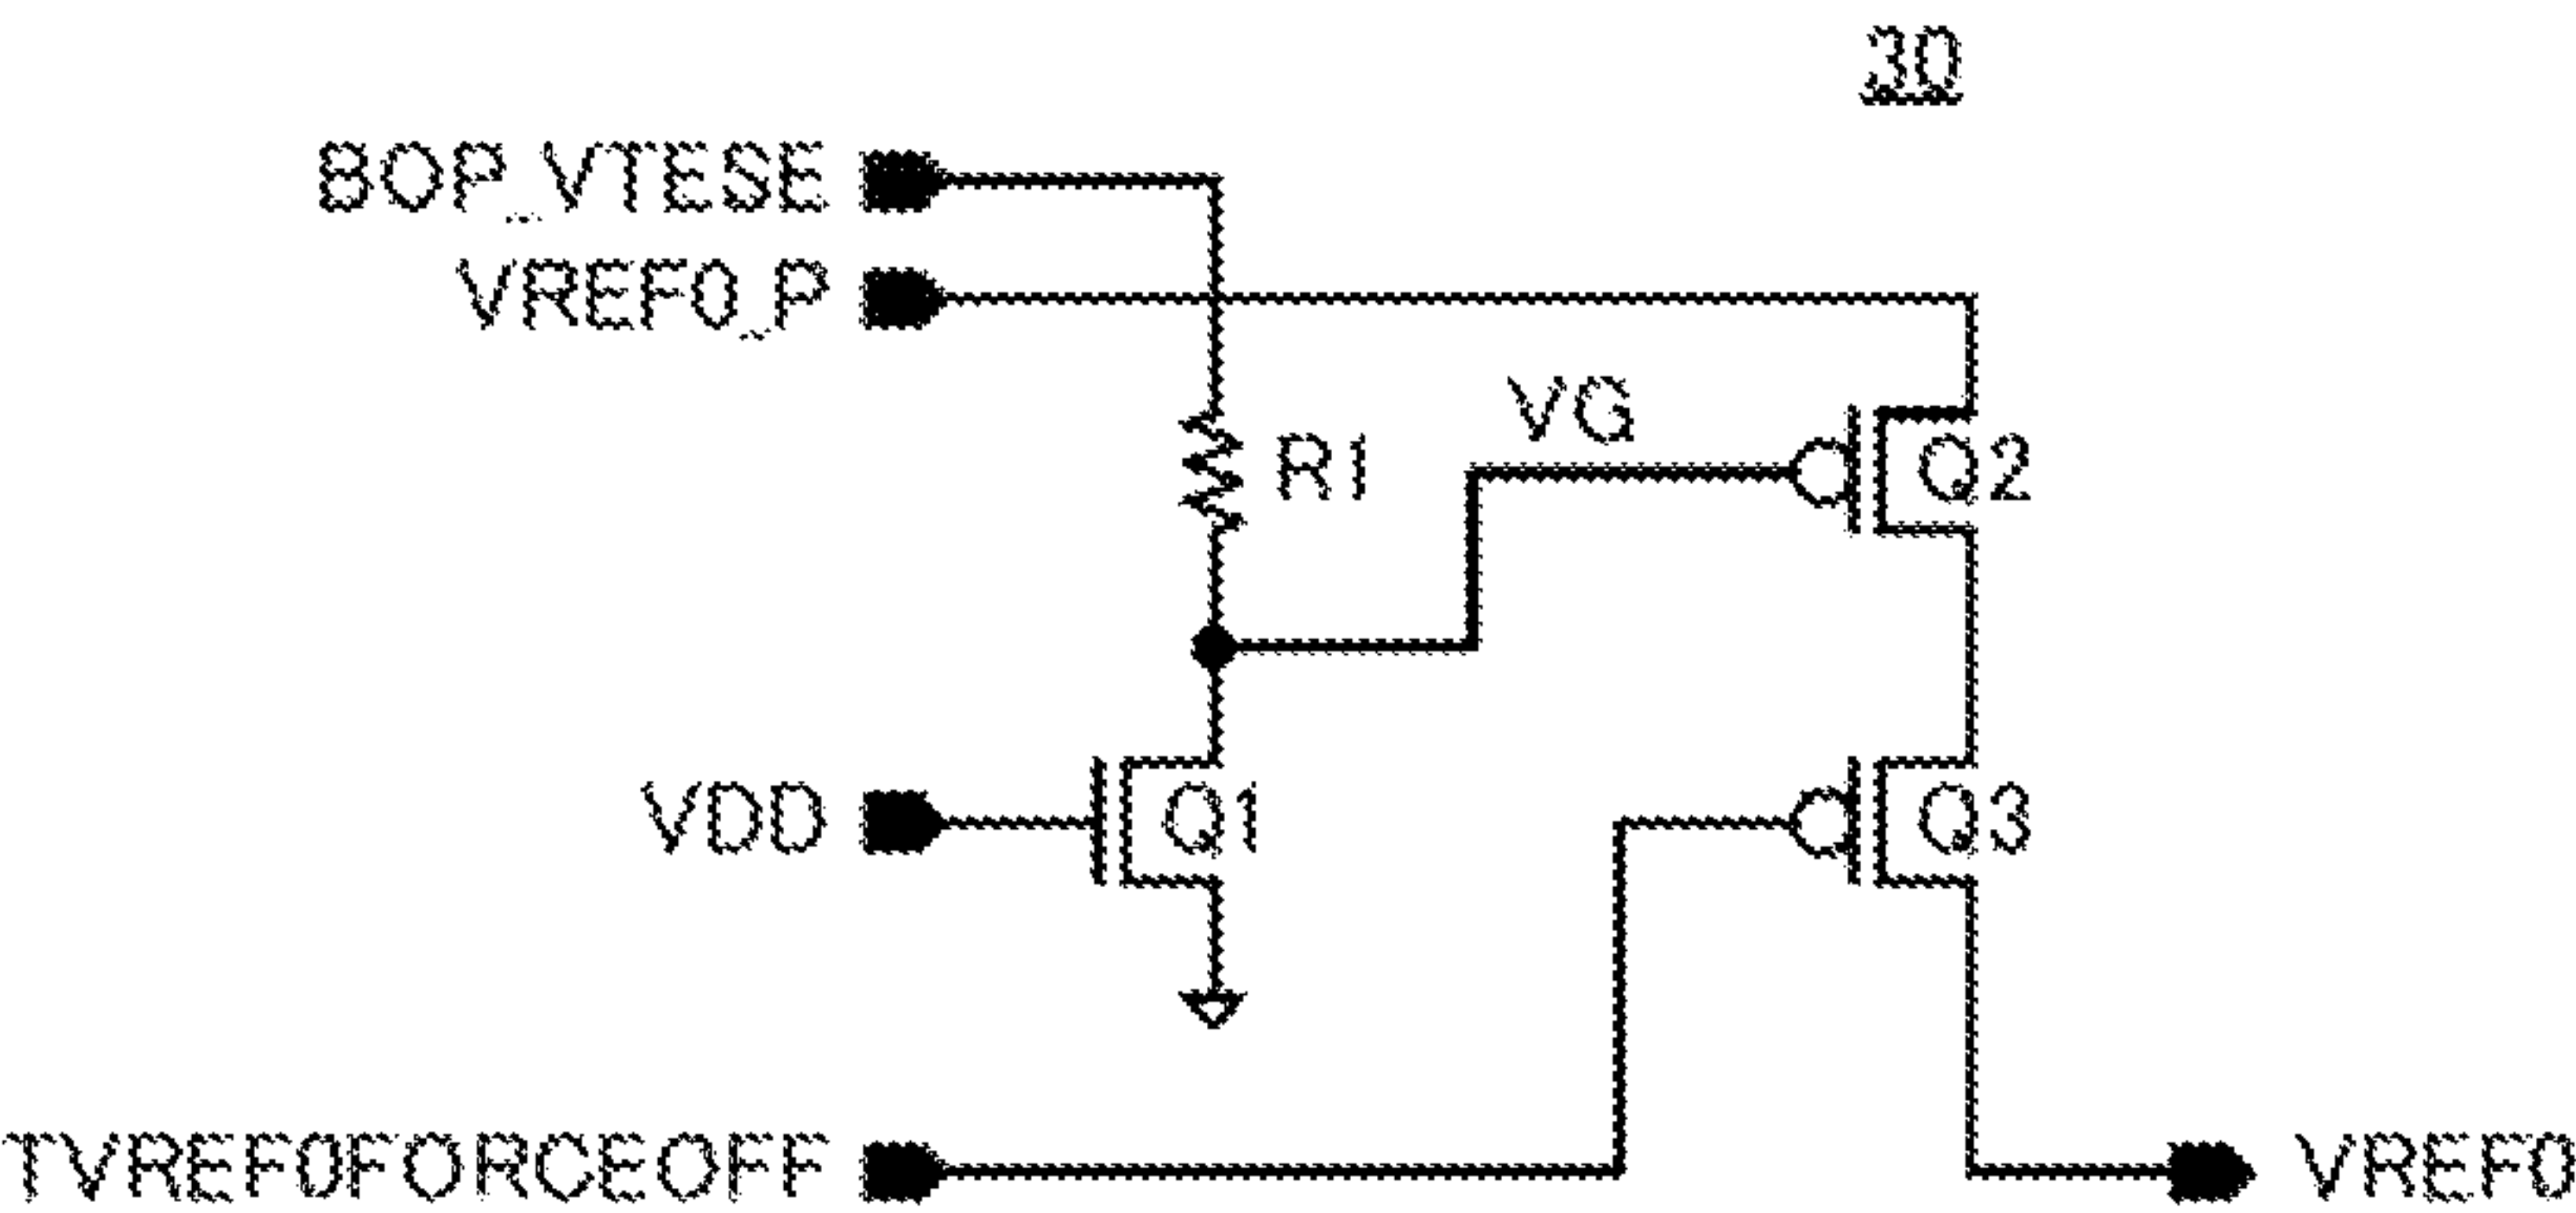 30
BOP_VTESE
VREF0_P
VG
R1
Q2
VDD
Q1
Q3
TVREF0FORCEOFF
VREF0